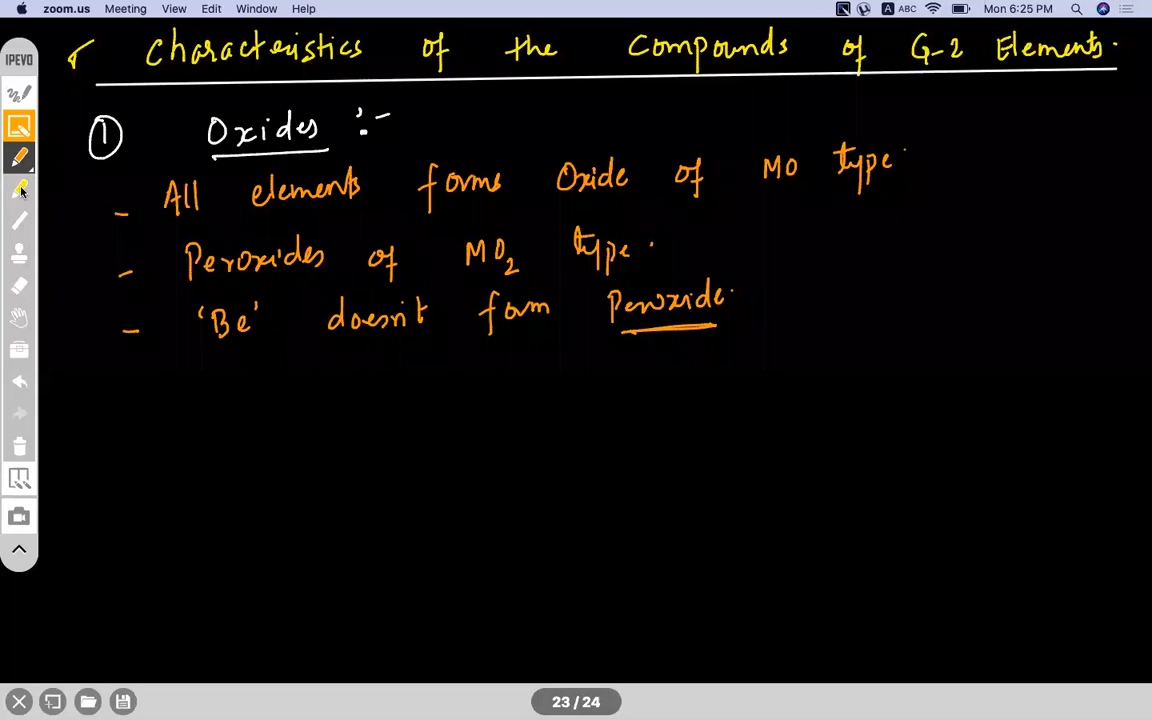 zoom.us Meeting View Edit Window Help A ABC Mon 6:25 PM
IPEVO
Characteristics of the Compounds of G-2 Elements.
① Oxides :-
- All elements forms Oxide of MO type.
- Peroxides of MO₂ type.
- 'Be' doesn't form Peroxide.
23 / 24